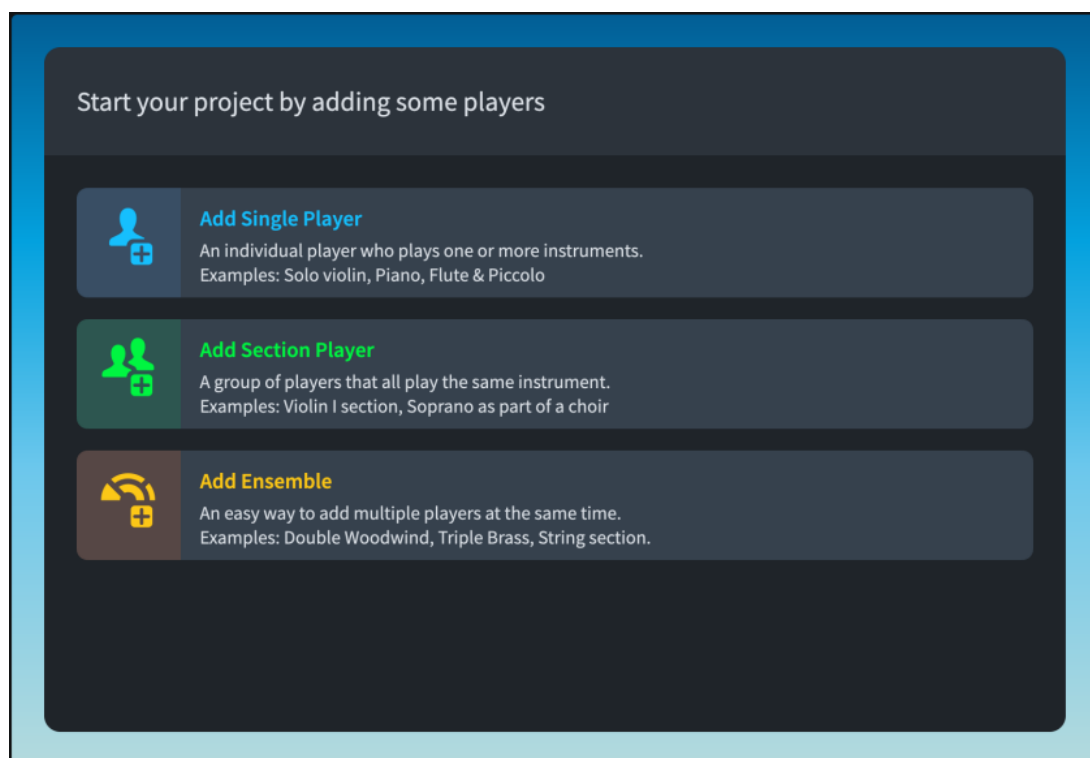 Start your project by adding some players
Add Single Player
An individual player who plays one or more instruments.
Examples: Solo violin, Piano, Flute & Piccolo
Add Section Player
A group of players that all play the same instrument.
Examples: Violin I section, Soprano as part of a choir
Add Ensemble
An easy way to add multiple players at the same time.
Examples: Double Woodwind, Triple Brass, String section.